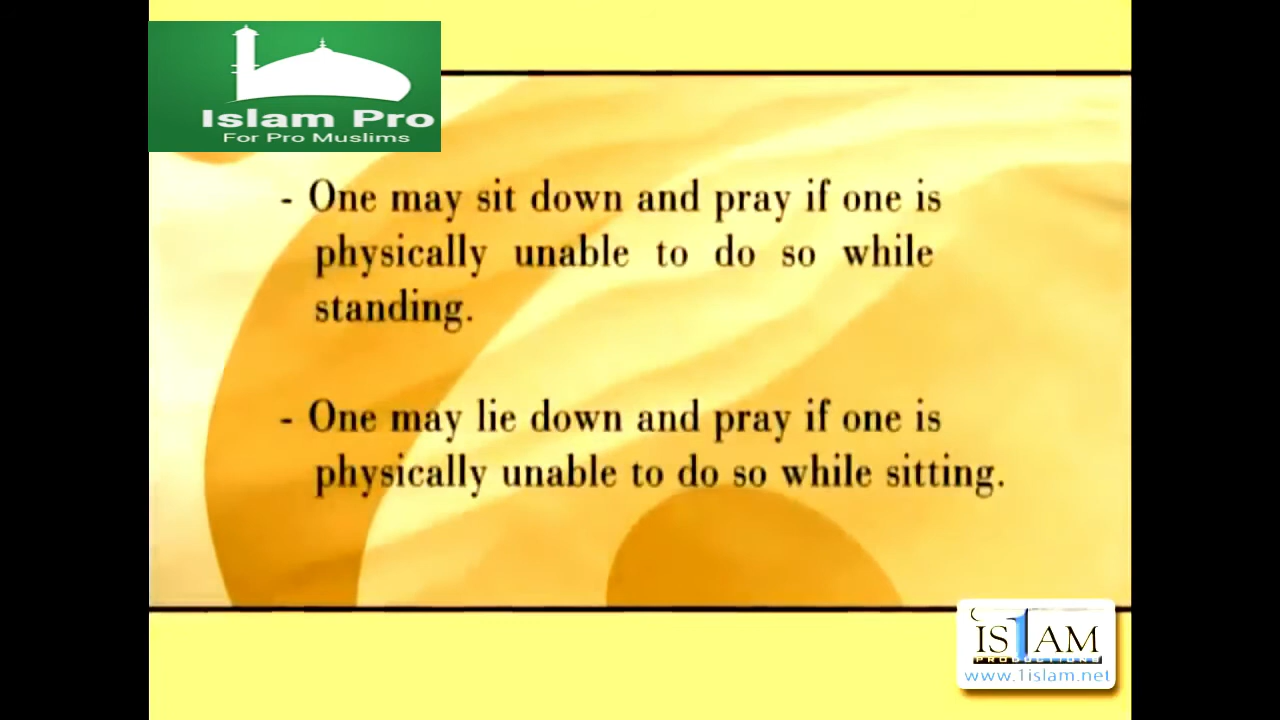 Islam Pro
For Pro Muslims
- One may sit down and pray if one is
physically unable to do so while
standing.
- One may lie down and pray if one is
physically unable to do so while sitting.
IS1AM
PRODUCTIONS
www.1islam.net